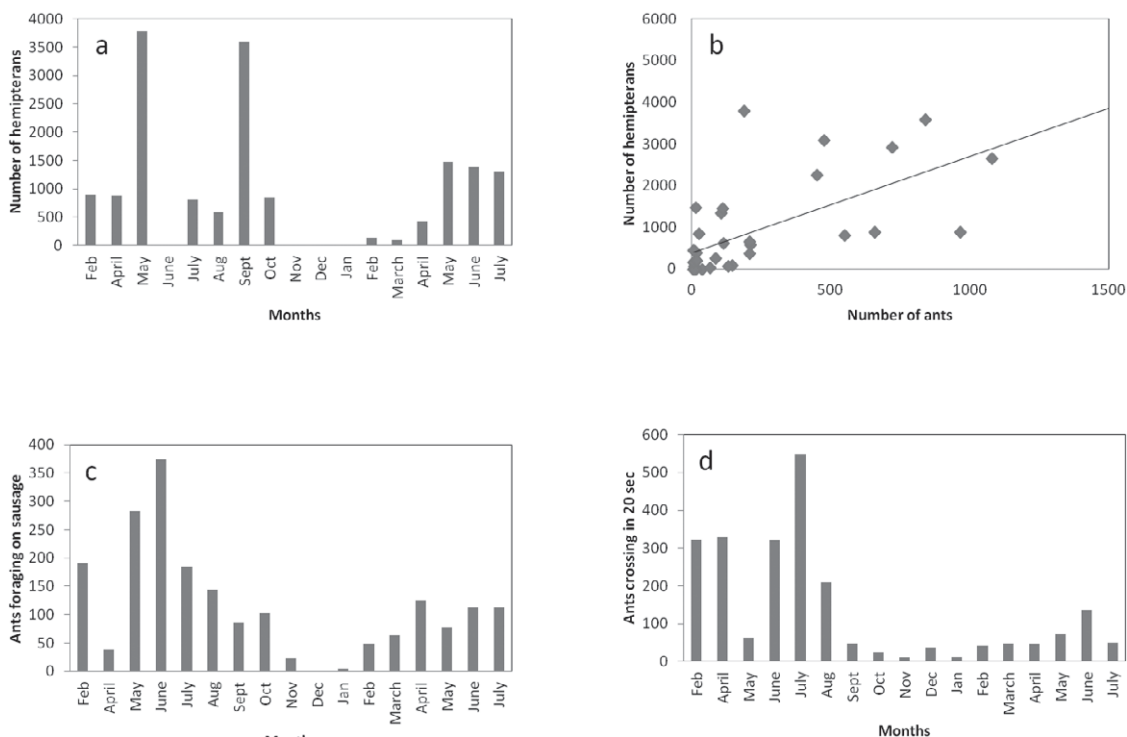 a
Number of hemipterans
4000
3500
3000
2500
2000
1500
1000
500
0
Feb
April
May
June
July
Aug
Sept
Oct
Nov
Dec
Jan
Feb
March
April
May
June
July
Months
b
Number of hemipterans
6000
4000
3000
2000
1000
0
0
500
1000
1500
Number of ants
c
Ants foraging on sausage
400
350
300
250
200
150
100
50
0
Feb
April
May
June
July
Aug
Sept
Oct
Nov
Dec
Jan
Feb
March
April
May
June
July
d
Ants crossing in 20 sec
600
500
400
300
200
100
0
Feb
April
May
June
July
Aug
Sept
Oct
Nov
Dec
Jan
Feb
March
April
May
June
July
Months